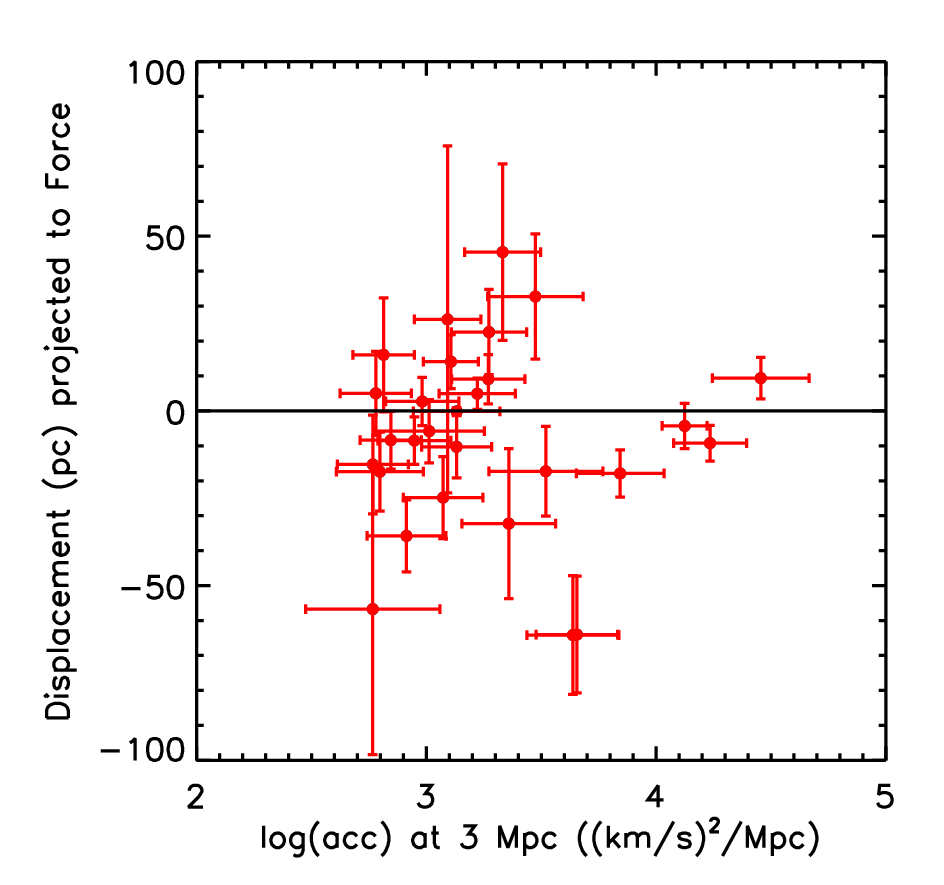 100
50
0
−50
−100
Displacement (pc) projected to Force
2 3 4 5
log(acc) at 3 Mpc ((km/s)²/Mpc)